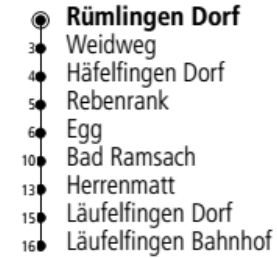 Rümlingen Dorf
3 Weidweg
4 Häfelfingen Dorf
5 Rebenrank
6 Egg
10 Bad Ramsach
13 Herrenmatt
15 Läufelfingen Dorf
16 Läufelfingen Bahnhof